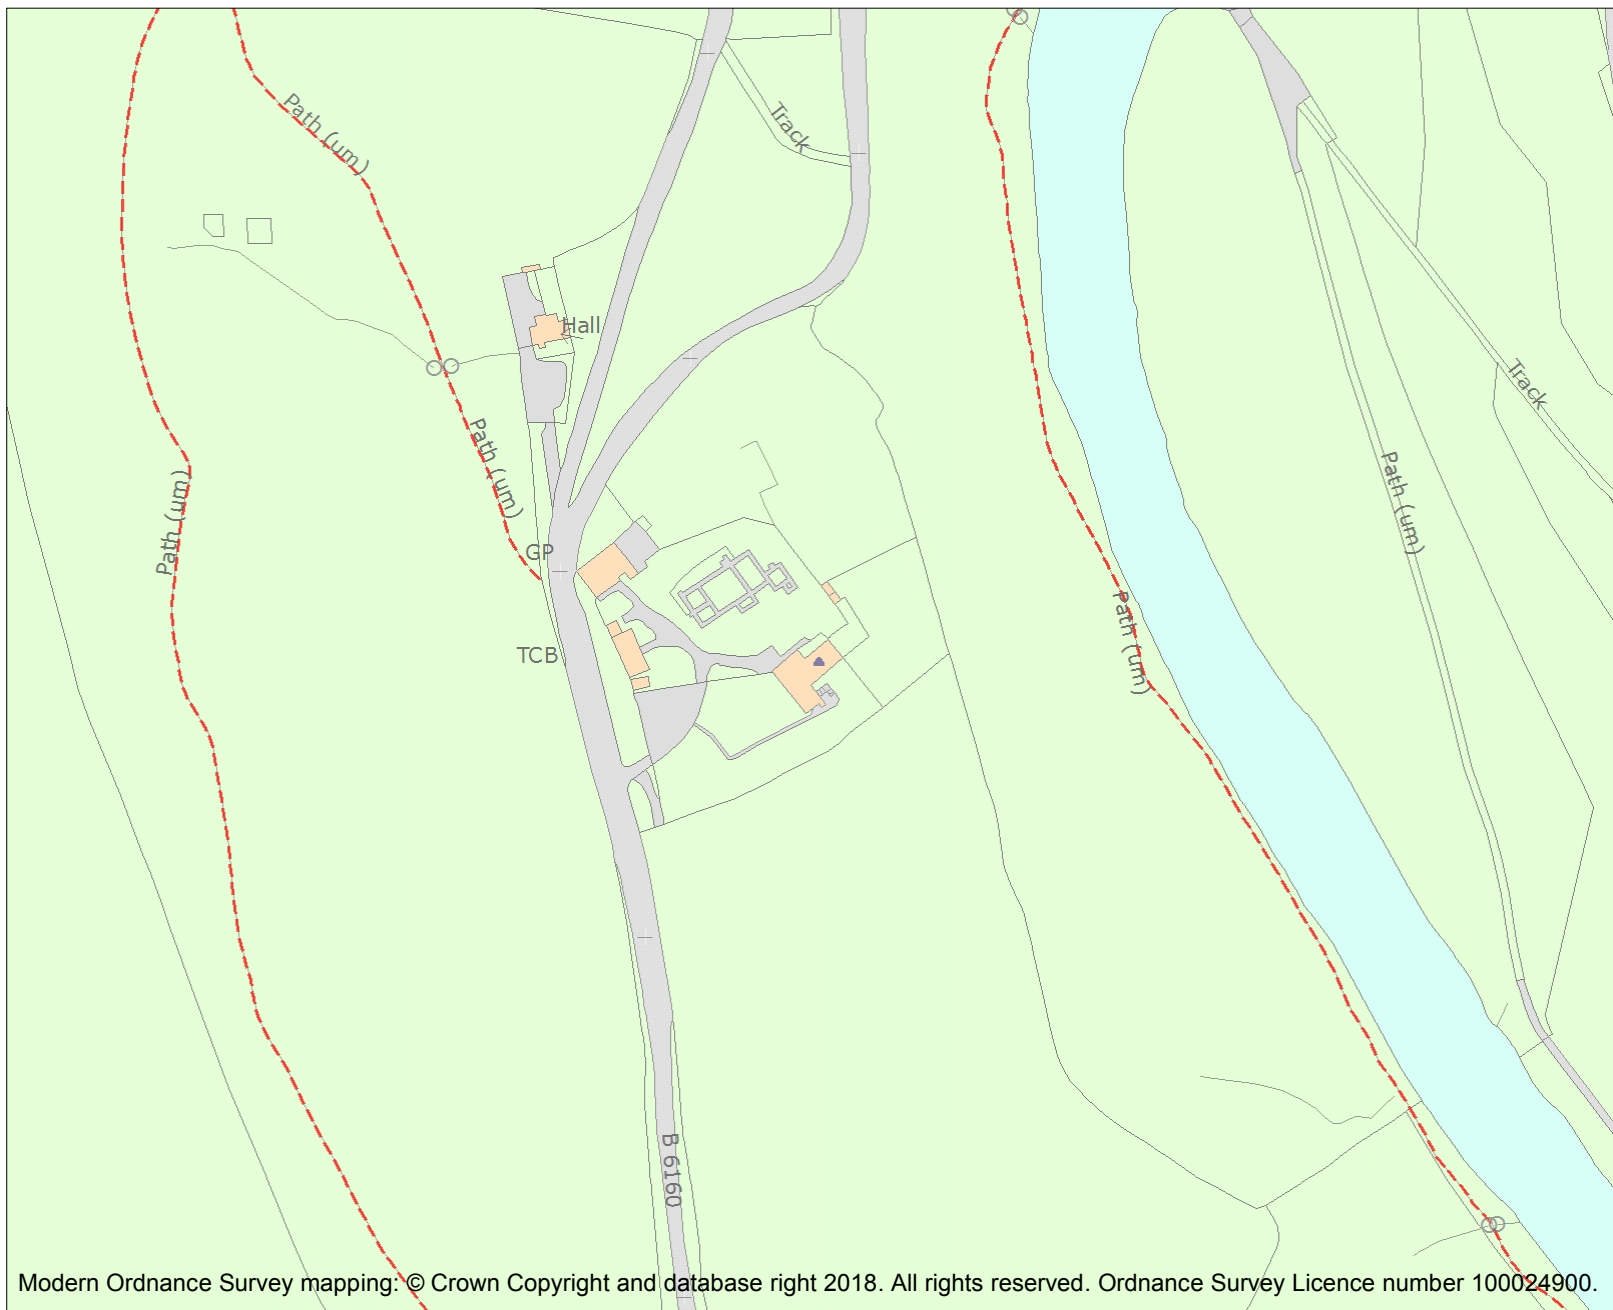 Path (um)
Track
Hall
Track
Path (um)
Path (um)
Path (um)
GP
Path (um)
TCB
B 6160
Modern Ordnance Survey mapping: © Crown Copyright and database right 2018. All rights reserved. Ordnance Survey Licence number 100024900.